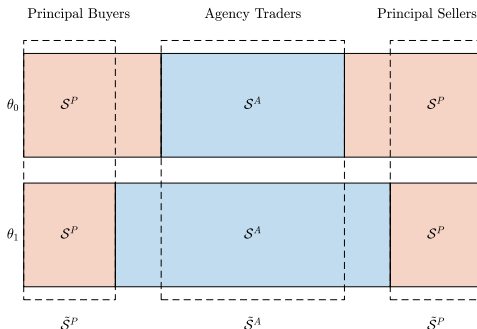 Principal Buyers Agency Traders Principal Sellers
θ₀ 𝒮ᴾ 𝒮ᴬ 𝒮ᴾ
θ₁ 𝒮ᴾ 𝒮ᴬ 𝒮ᴾ
𝒮̃ᴾ 𝒮̃ᴬ 𝒮̃ᴾ